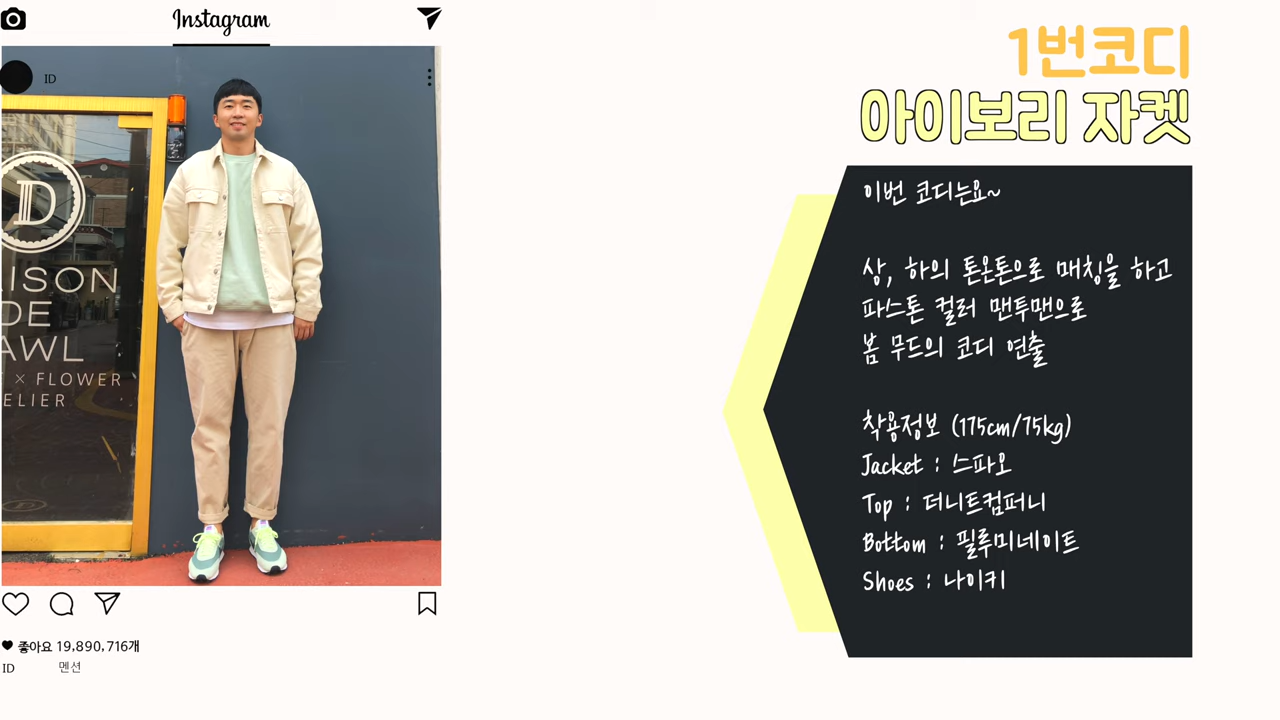 Instagram
ID
D
AISON
DE
AWL
× FLOWER
ELIER
좋아요 19,890,716개
ID 멘션
1번코디
아이보리 자켓
이번 코디는요~
상, 하의 톤온톤으로 매칭을 하고
파스톤 컬러 맨투맨으로
봄 무드의 코디 연출
착용정보 (175cm/75kg)
Jacket : 스파오
Top : 더니트컴퍼니
Bottom : 필루미네이트
Shoes : 나이키